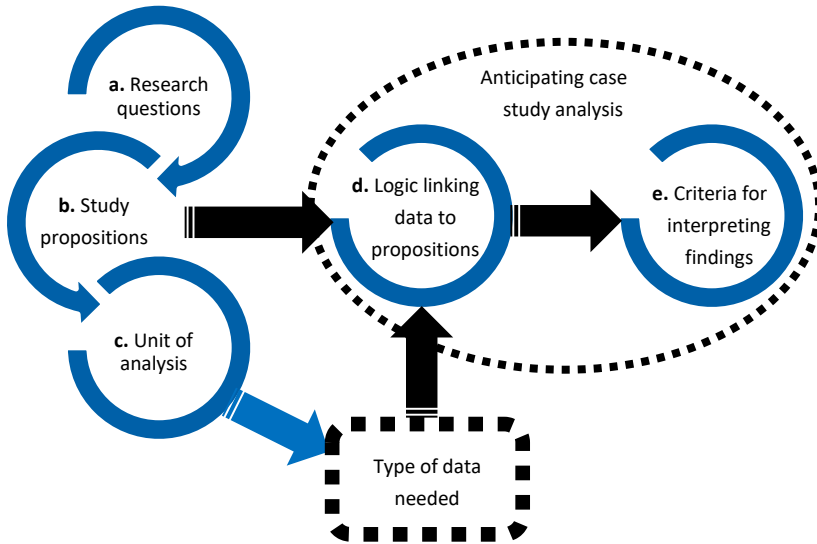 a. Research
questions
b. Study
propositions
c. Unit of
analysis
Anticipating case
study analysis
d. Logic linking
data to
propositions
e. Criteria for
interpreting
findings
Type of data
needed